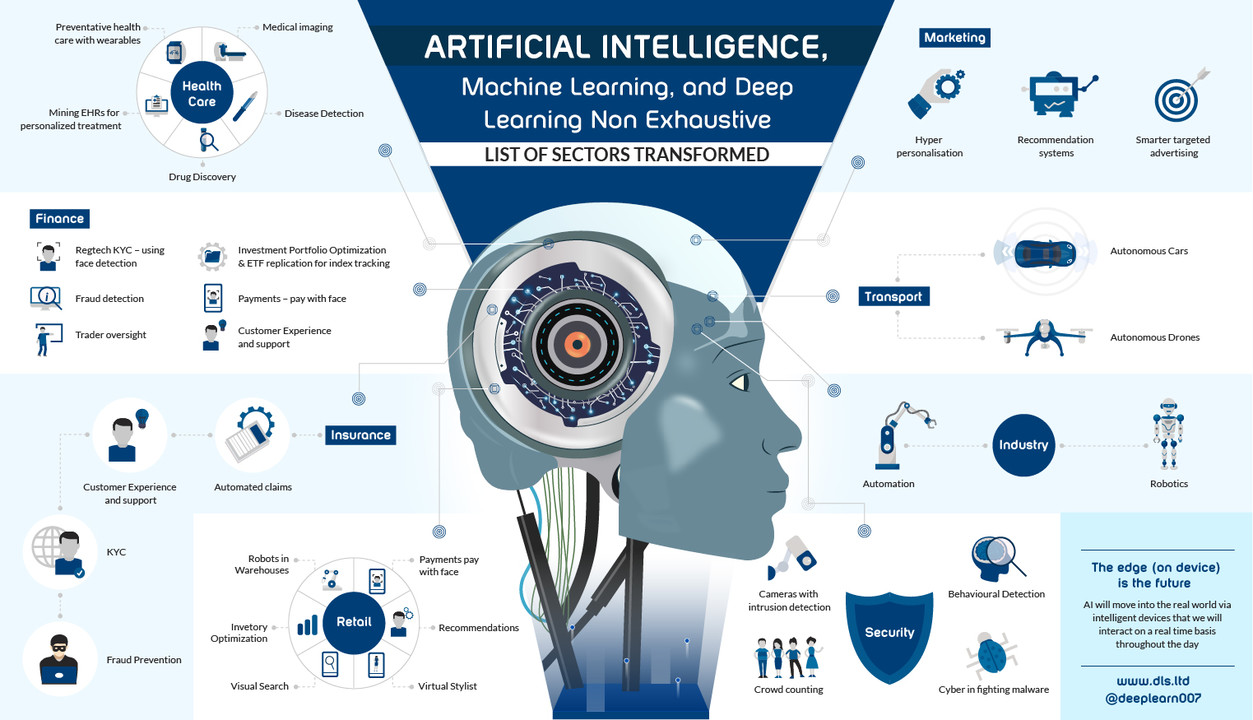 ARTIFICIAL INTELLIGENCE,
Machine Learning, and Deep
Learning Non Exhaustive
LIST OF SECTORS TRANSFORMED
Preventative health
care with wearables
Medical imaging
Health
Care
Mining EHRs for
personalized treatment
Disease Detection
Drug Discovery
Marketing
Hyper
personalisation
Recommendation
systems
Smarter targeted
advertising
Finance
Regtech KYC – using
face detection
Investment Portfolio Optimization
& ETF replication for index tracking
Fraud detection
Payments – pay with face
Trader oversight
Customer Experience
and support
Transport
Autonomous Cars
Autonomous Drones
Insurance
Customer Experience
and support
Automated claims
KYC
Fraud Prevention
Industry
Automation
Robotics
Robots in
Warehouses
Payments pay
with face
Retail
Invetory
Optimization
Recommendations
Visual Search
Virtual Stylist
Cameras with
intrusion detection
Behavioural Detection
Security
Crowd counting
Cyber in fighting malware
The edge (on device)
is the future
AI will move into the real world via
intelligent devices that we will
interact on a real time basis
throughout the day
www.dls.ltd
@deeplearn007